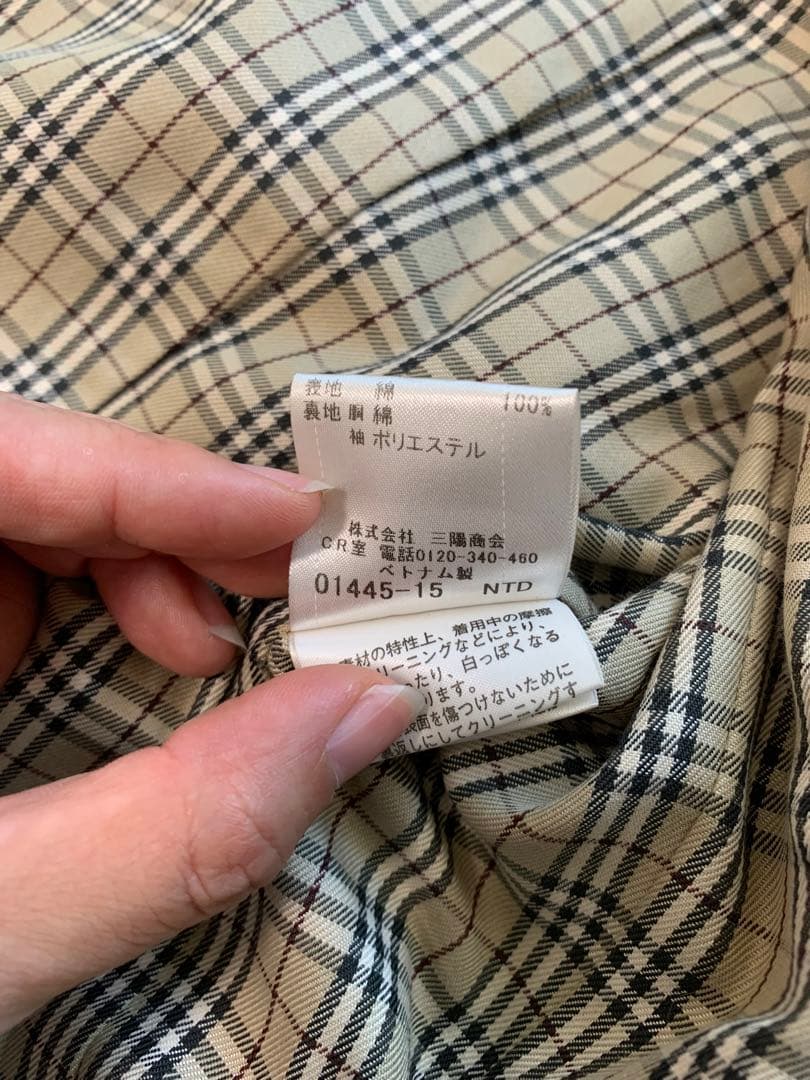 表地 綿 100%
裏地 胴 綿
袖 ポリエステル
株式会社 三陽商会
CR室 電話0120-340-460
ベトナム製
01445-15 NTD
素材の特性上、着用中の摩擦
リーニングなどにより、
たり、白っぽくなる
ります。
表面を傷つけないために
返しにしてクリーニングす